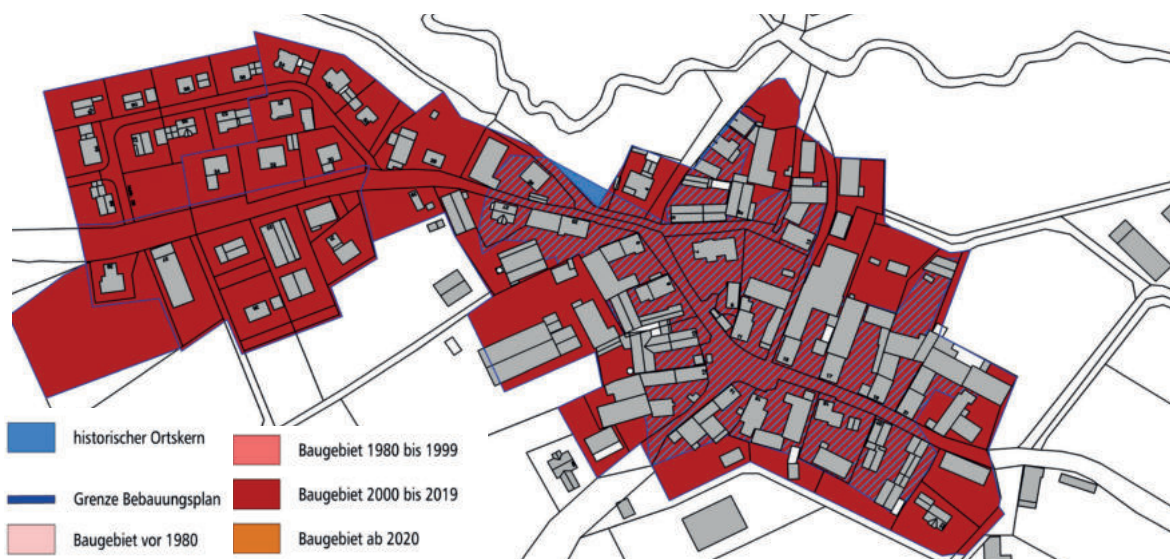 historischer Ortskern
Grenze Bebauungsplan
Baugebiet vor 1980
Baugebiet 1980 bis 1999
Baugebiet 2000 bis 2019
Baugebiet ab 2020